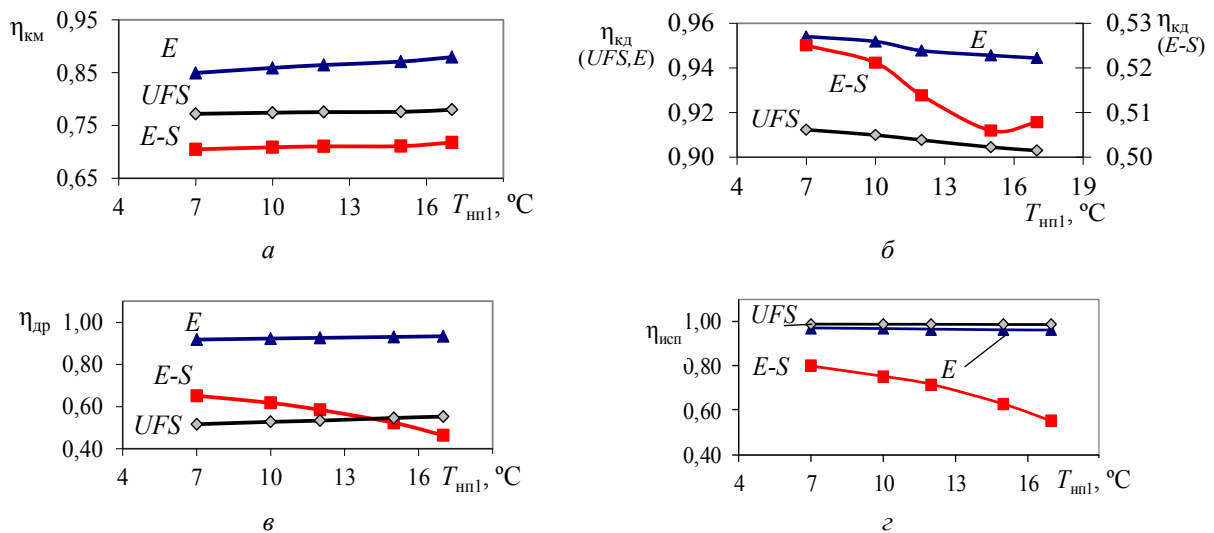 ηкм
0,95
0,85
0,75
0,65
E
UFS
E-S
4 7 10 13 16 Tнп1, ºC
а
ηкд
(UFS,E)
0,96
0,94
0,92
0,90
E
E-S
UFS
0,53
0,52
0,51
0,50
ηкд
(E-S)
4 7 10 13 16 19
Tнп1, ºC
б
ηдр
1,00
0,80
0,60
0,40
E
E-S
UFS
4 7 10 13 16 Tнп1, ºC
в
ηисп
1,00
0,80
0,60
0,40
UFS
E
E-S
4 7 10 13 16 Tнп1, ºC
г